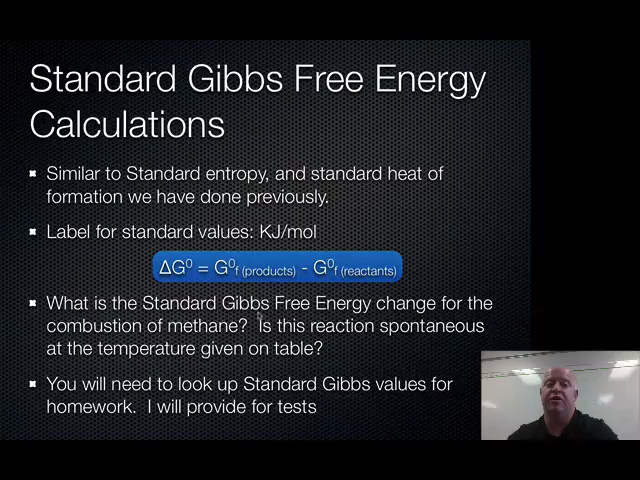 Standard Gibbs Free Energy
Calculations
Similar to Standard entropy, and standard heat of
formation we have done previously.
Label for standard values: KJ/mol
ΔG⁰ = G⁰f (products) - G⁰f (reactants)
What is the Standard Gibbs Free Energy change for the
combustion of methane? Is this reaction spontaneous
at the temperature given on table?
You will need to look up Standard Gibbs values for
homework. I will provide for tests